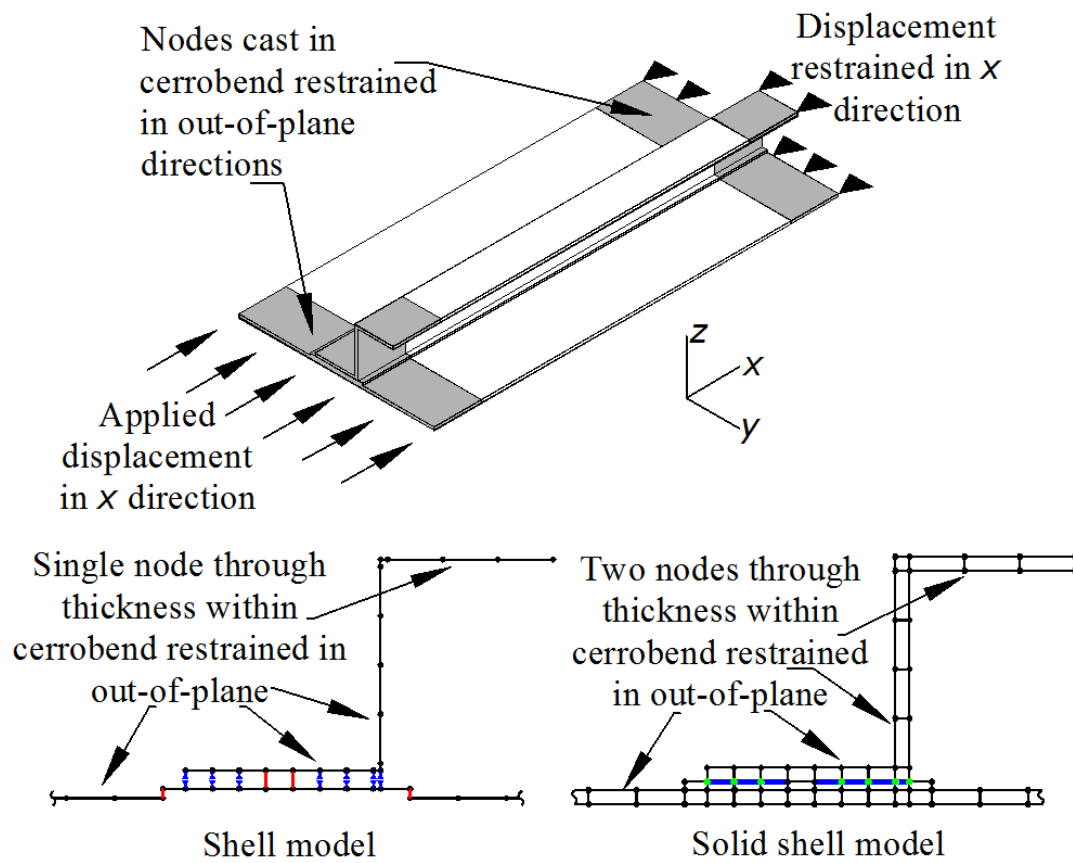 Nodes cast in
cerrobend restrained
in out-of-plane
directions
Displacement
restrained in x
direction
Applied
displacement
in x direction
z
x
y
Single node through
thickness within
cerrobend restrained in
out-of-plane
Shell model
Two nodes through
thickness within
cerrobend restrained
in out-of-plane
Solid shell model